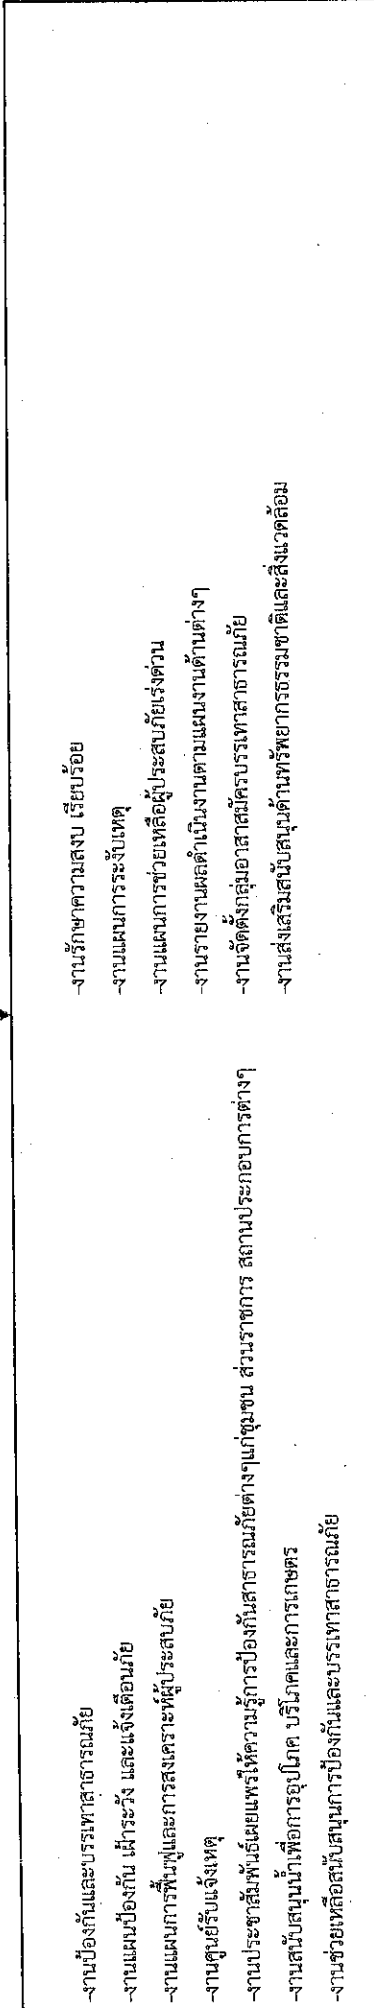 -งานป้องกันและบรรเทาสาธารณภัย
-งานแผนป้องกัน เฝ้าระวัง และแจ้งเตือนภัย
-งานแผนการฟื้นฟูและการสงเคราะห์ผู้ประสบภัย
-งานศูนย์รับแจ้งเหตุ
-งานประชาสัมพันธ์เผยแพร่ให้ความรู้การป้องกันสาธารณภัยต่างๆแก่ชุมชน ส่วนราชการ สถานประกอบการต่างๆ
-งานสนับสนุนน้ำเพื่อการอุปโภค บริโภคและการเกษตร
-งานช่วยเหลือสนับสนุนการป้องกันและบรรเทาสาธารณภัย
-งานรักษาความสงบ เรียบร้อย
-งานแผนการระงับเหตุ
-งานแผนการช่วยเหลือผู้ประสบภัยเร่งด่วน
-งานรายงานผลดำเนินงานตามแผนงานด้านต่างๆ
-งานจัดตั้งกลุ่มอาสาสมัครบรรเทาสาธารณภัย
-งานส่งเสริมสนับสนุนด้านทรัพยากรธรรมชาติและสิ่งแวดล้อม